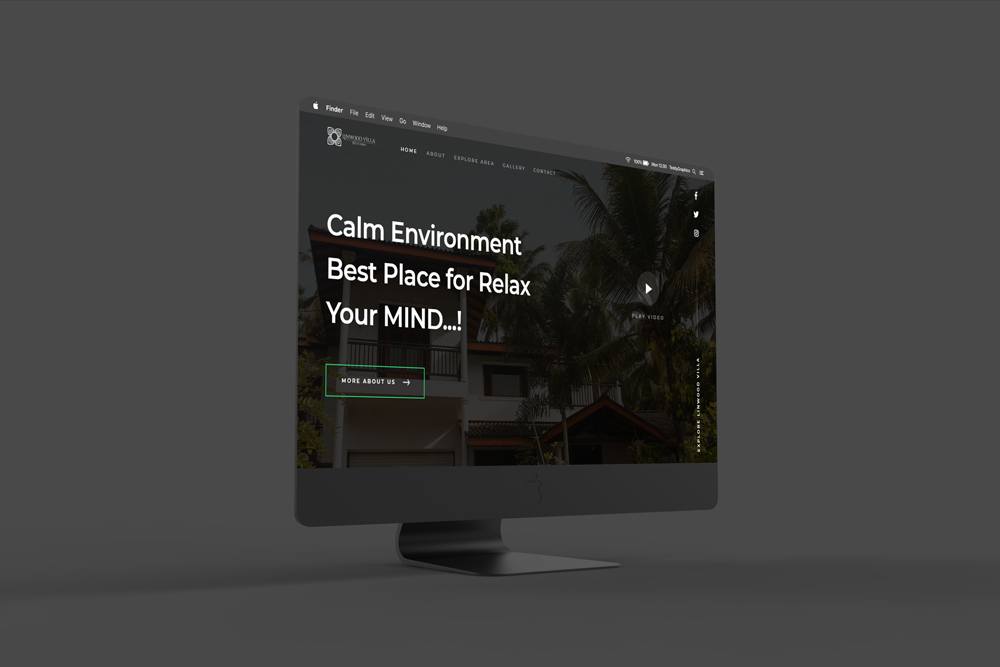 Finder File Edit View Go Window Help
100% Mon 12:00 TeddyGraphics
LINWOOD VILLA
HOME ABOUT EXPLORE AREA GALLERY CONTACT
Calm Environment
Best Place for Relax
Your MIND...!
PLAY VIDEO
MORE ABOUT US
EXPLORE LINWOOD VILLA